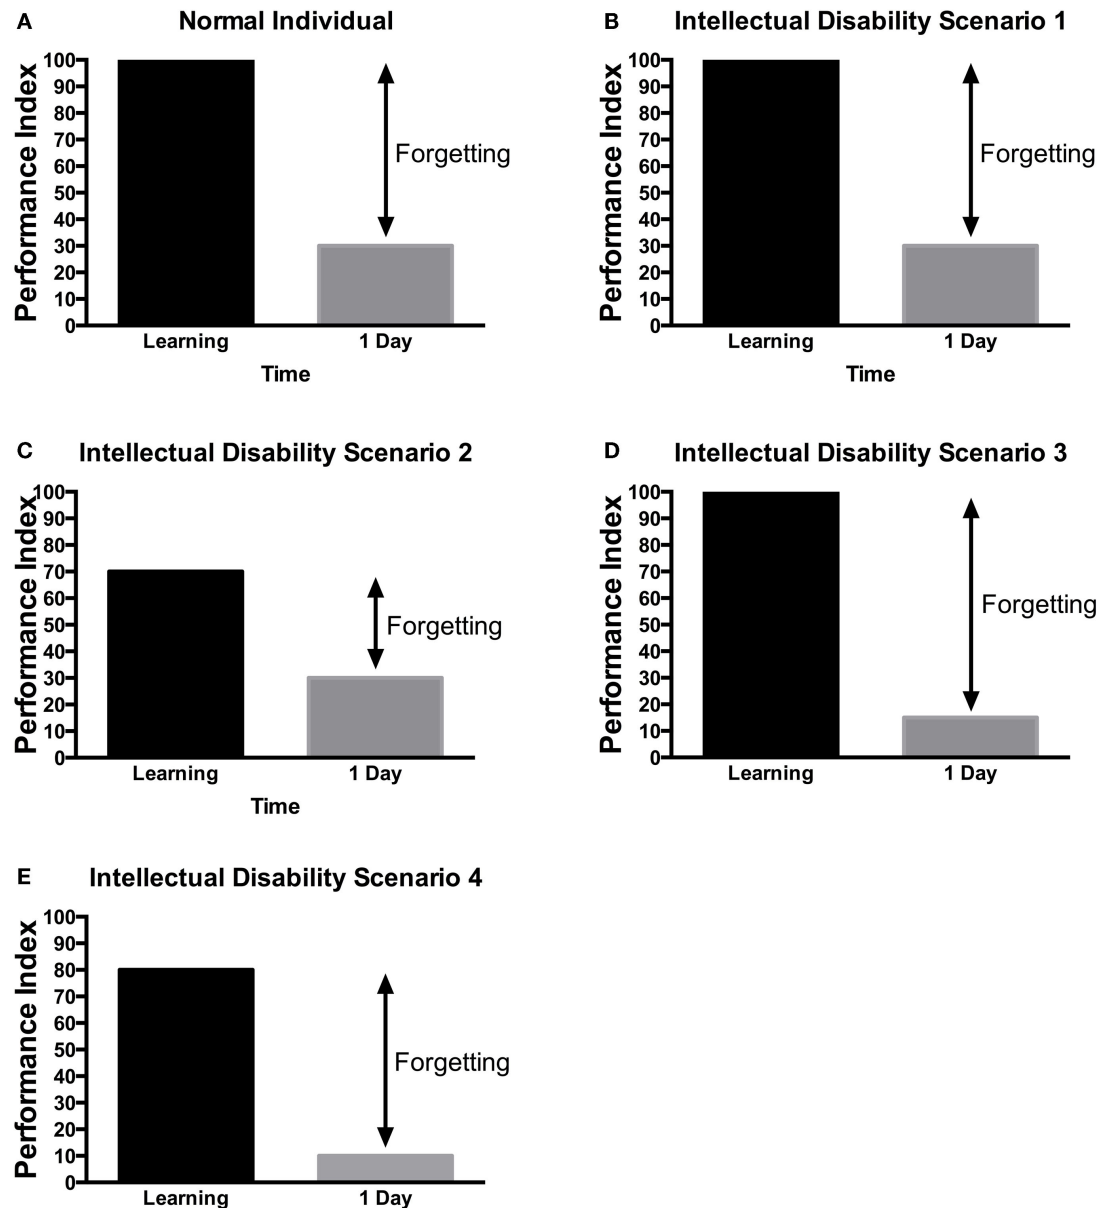 A
Normal Individual
Performance Index
100
90
80
70
60
50
40
30
20
10
0
Forgetting
Learning
1 Day
Time
B
Intellectual Disability Scenario 1
Performance Index
100
90
80
70
60
50
40
30
20
10
0
Forgetting
Learning
1 Day
Time
C
Intellectual Disability Scenario 2
Performance Index
100
90
80
70
60
50
40
30
20
10
0
Forgetting
Learning
1 Day
Time
D
Intellectual Disability Scenario 3
Performance Index
100
90
80
70
60
50
40
30
20
10
0
Forgetting
Learning
1 Day
E
Intellectual Disability Scenario 4
Performance Index
100
90
80
70
60
50
40
30
20
10
0
Forgetting
Learning
1 Day